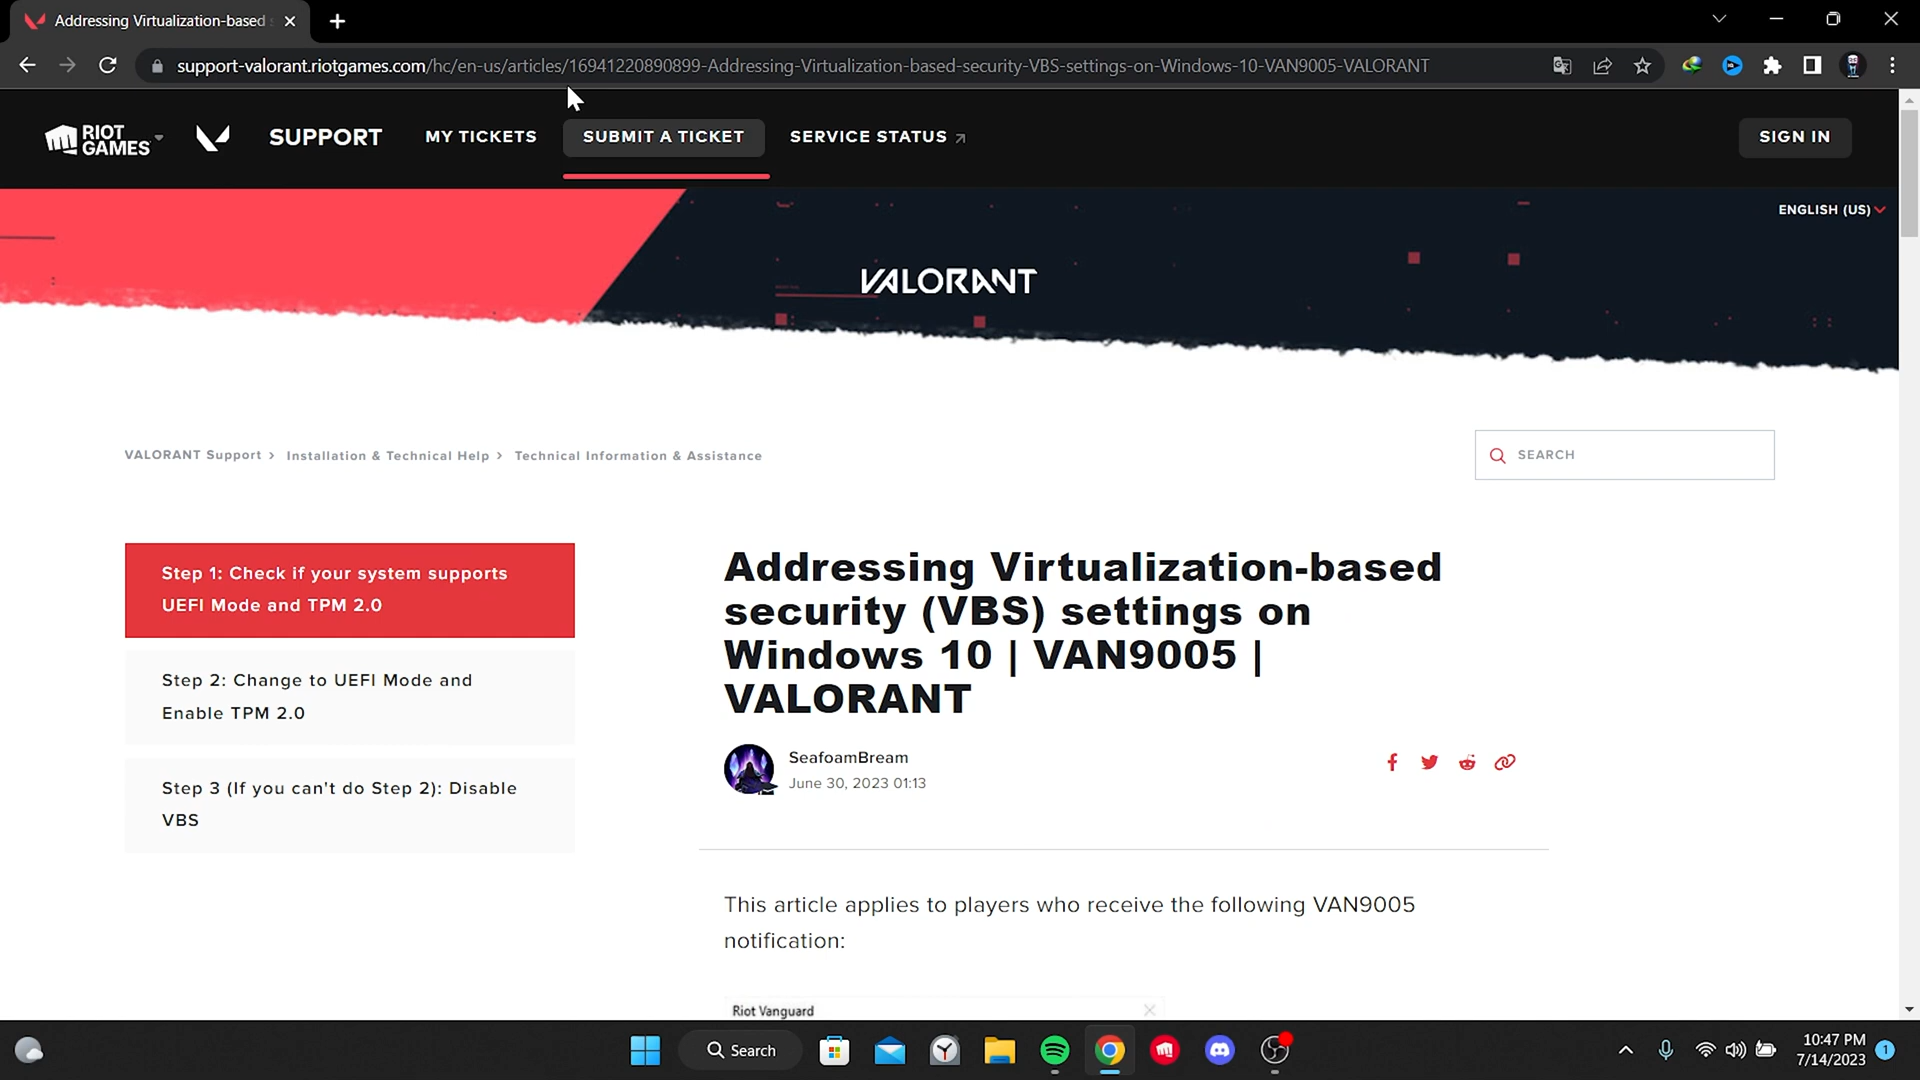 Addressing Virtualization-based s
support-valorant.riotgames.com/hc/en-us/articles/16941220890899-Addressing-Virtualization-based-security-VBS-settings-on-Windows-10-VAN9005-VALORANT
RIOT GAMES
SUPPORT
MY TICKETS
SUBMIT A TICKET
SERVICE STATUS
SIGN IN
ENGLISH (US)
VALORANT
VALORANT Support > Installation & Technical Help > Technical Information & Assistance
SEARCH
Step 1: Check if your system supports
UEFI Mode and TPM 2.0
Step 2: Change to UEFI Mode and
Enable TPM 2.0
Step 3 (If you can't do Step 2): Disable
VBS
Addressing Virtualization-based
security (VBS) settings on
Windows 10 | VAN9005 |
VALORANT
SeafoamBream
June 30, 2023 01:13
This article applies to players who receive the following VAN9005
notification:
Riot Vanguard
Search
10:47 PM
7/14/2023
1